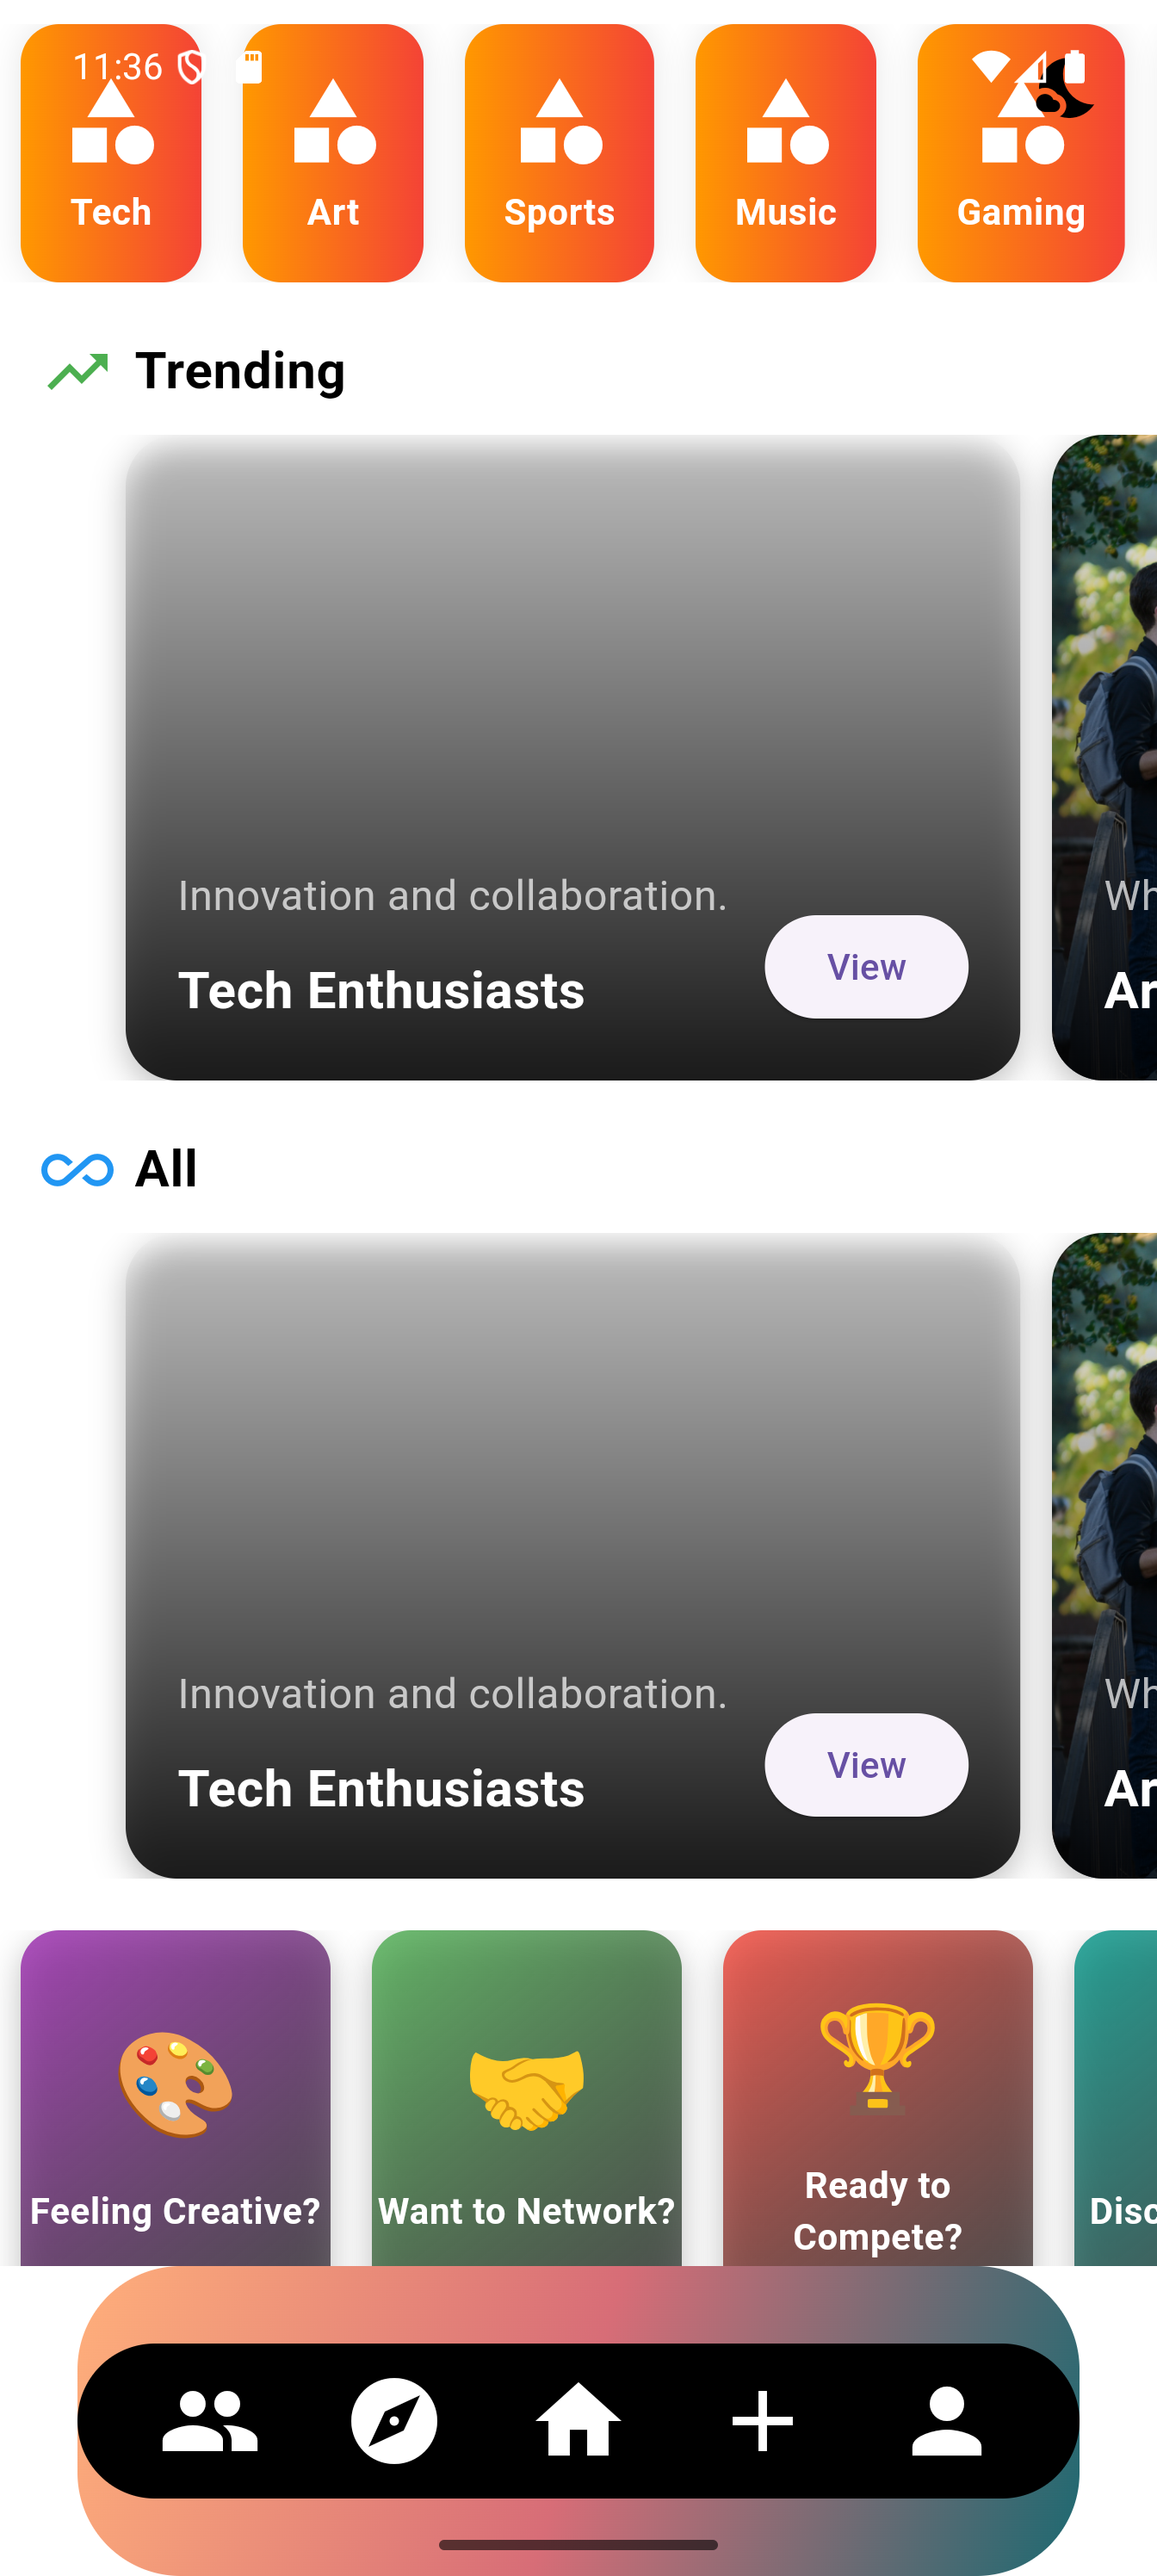 11:36
Tech
Art
Sports
Music
Gaming
Trending
Innovation and collaboration.
Tech Enthusiasts
View
Wh
Ar
All
Innovation and collaboration.
Tech Enthusiasts
View
Wh
Ar
Feeling Creative?
Want to Network?
Ready to
Compete?
Disc